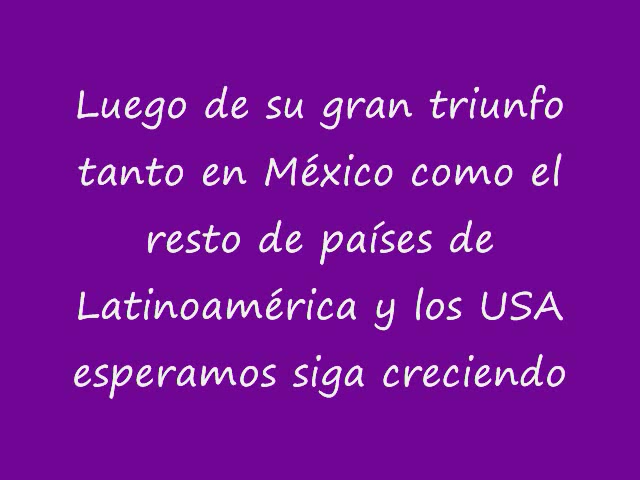 Luego de su gran triunfo
tanto en México como el
resto de países de
Latinoamérica y los USA
esperamos siga creciendo